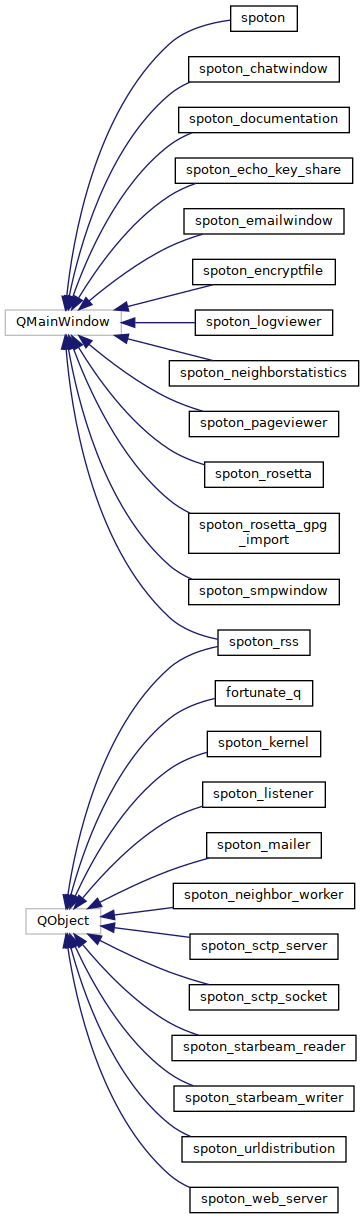 spoton
spoton_chatwindow
spoton_documentation
spoton_echo_key_share
spoton_emailwindow
spoton_encryptfile
QMainWindow
spoton_logviewer
spoton_neighborstatistics
spoton_pageviewer
spoton_rosetta
spoton_rosetta_gpg
_import
spoton_smpwindow
spoton_rss
fortunate_q
spoton_kernel
spoton_listener
spoton_mailer
spoton_neighbor_worker
QObject
spoton_sctp_server
spoton_sctp_socket
spoton_starbeam_reader
spoton_starbeam_writer
spoton_urldistribution
spoton_web_server